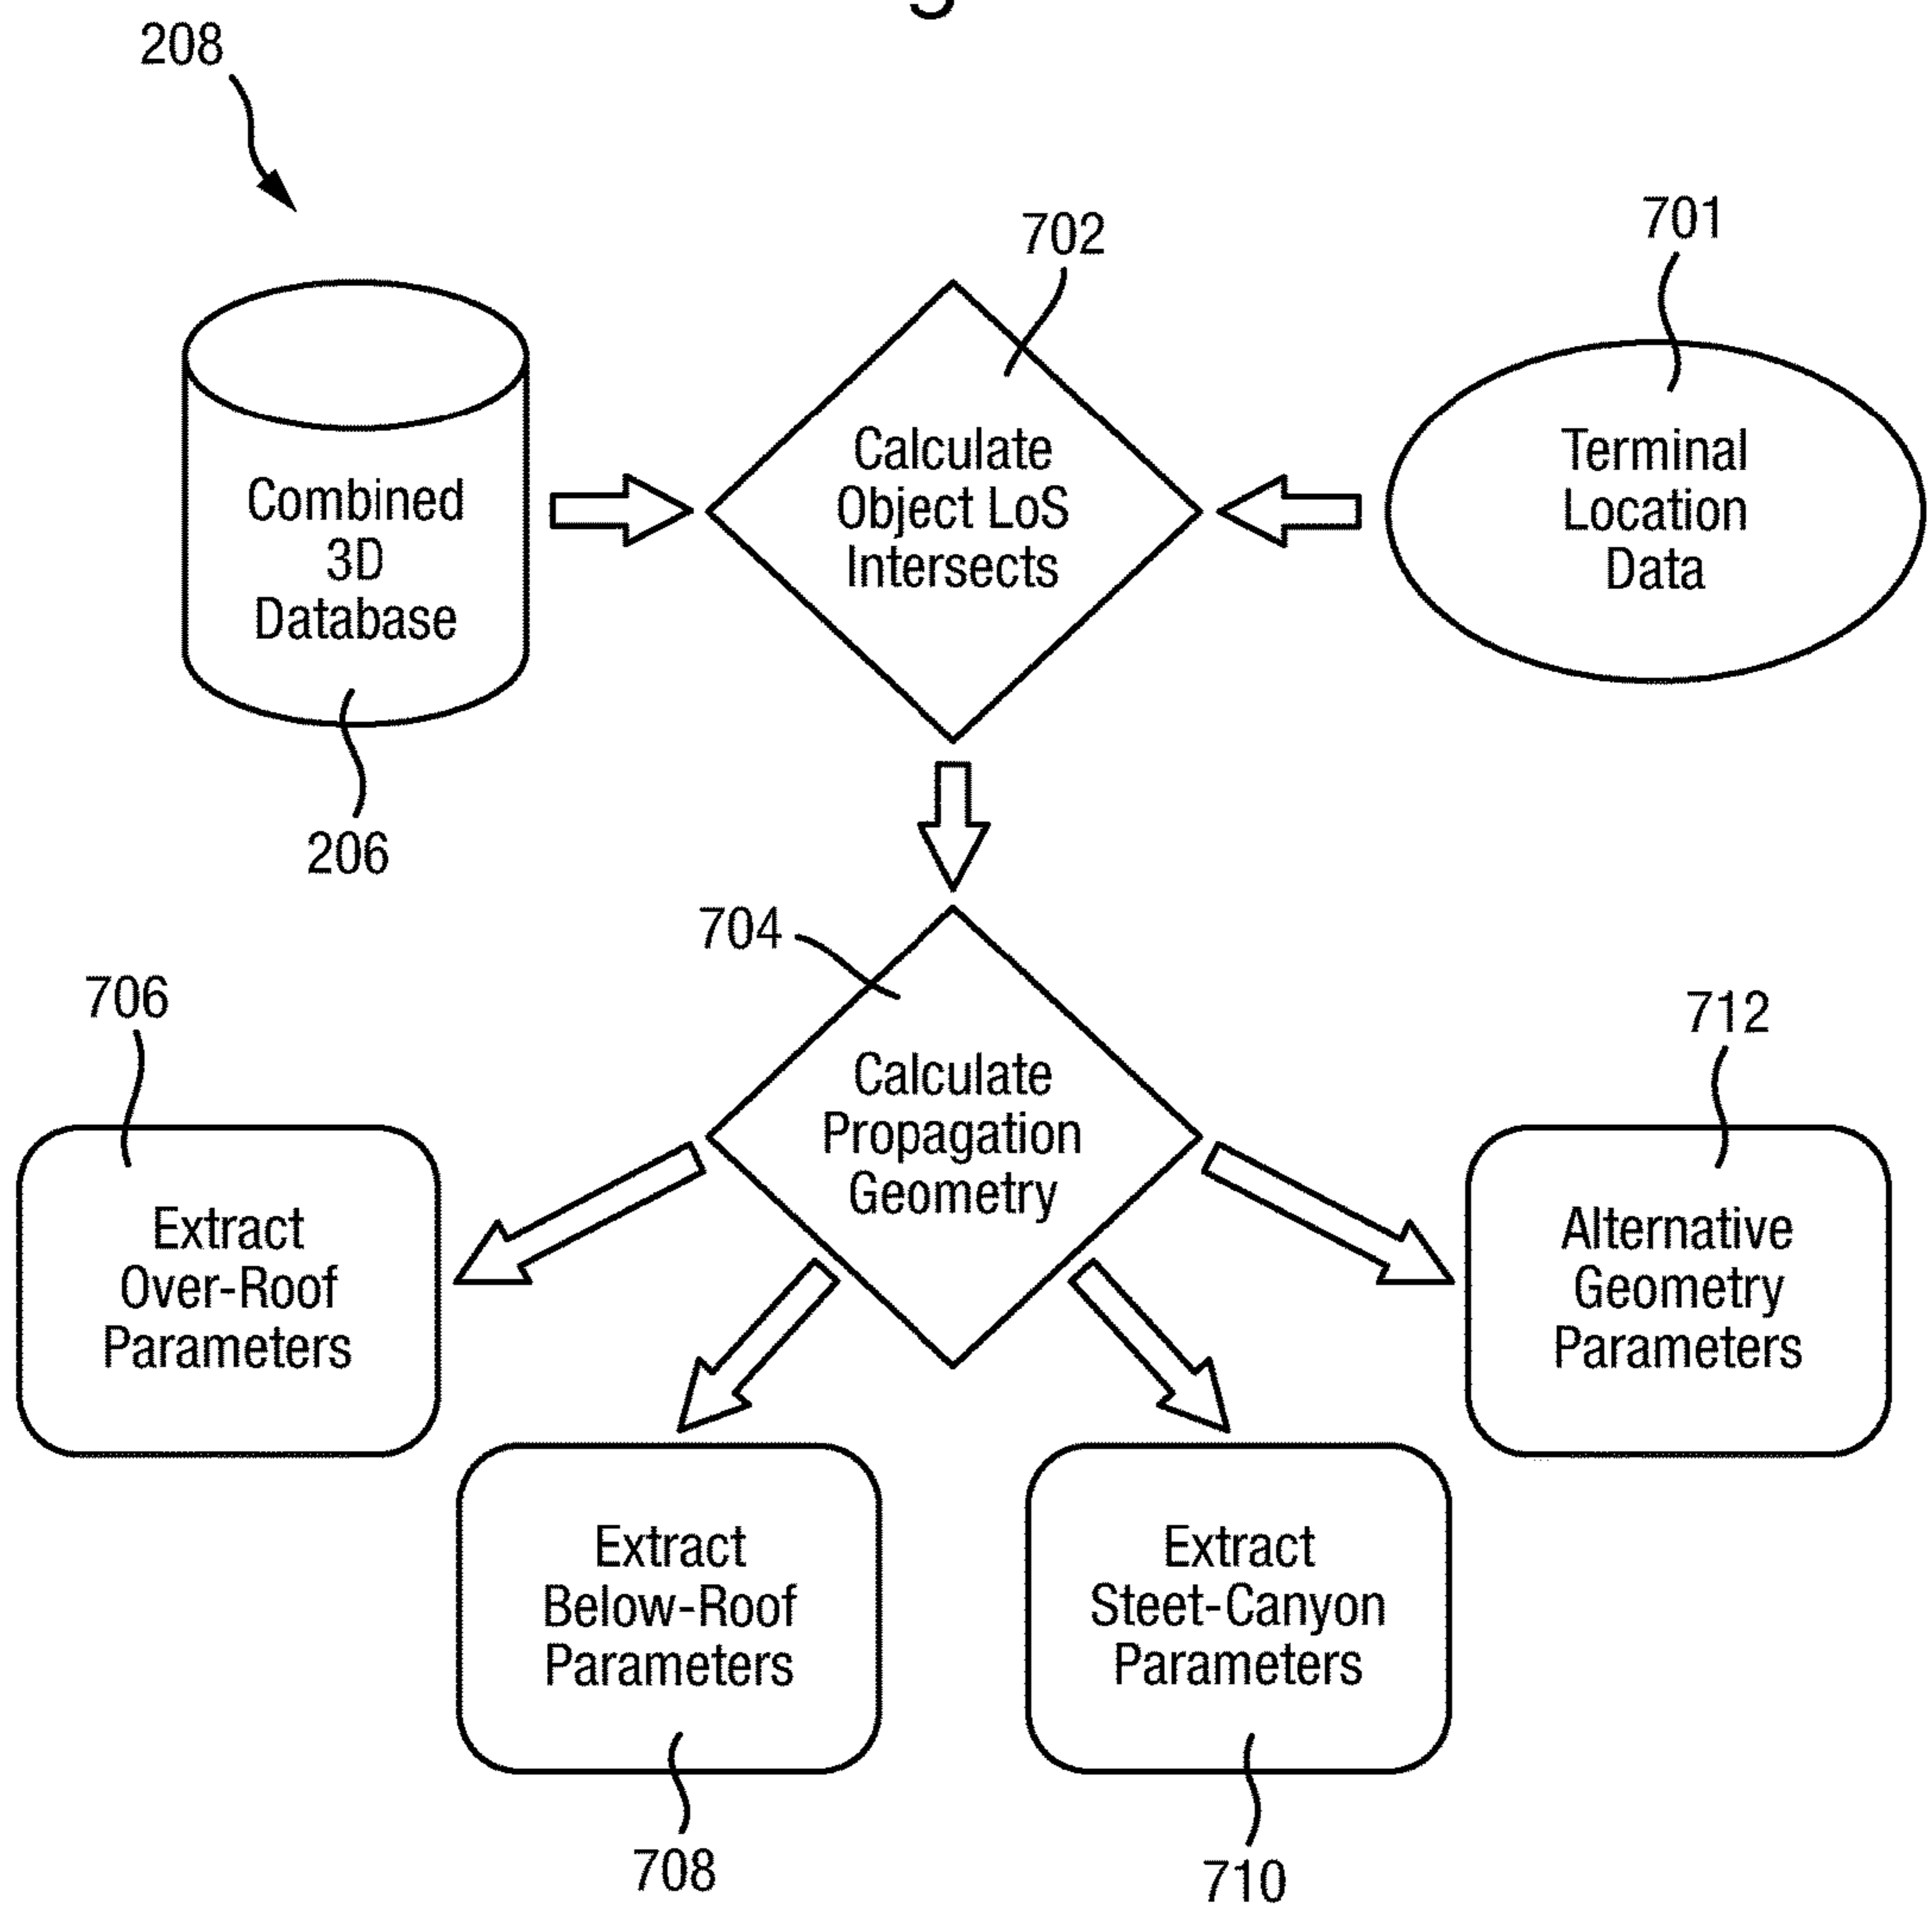 208
702
701
Combined
3D
Database
Calculate
Object LoS
Intersects
Terminal
Location
Data
206
704
706
712
Calculate
Propagation
Geometry
Extract
Over-Roof
Parameters
Alternative
Geometry
Parameters
Extract
Below-Roof
Parameters
Extract
Steet-Canyon
Parameters
708
710